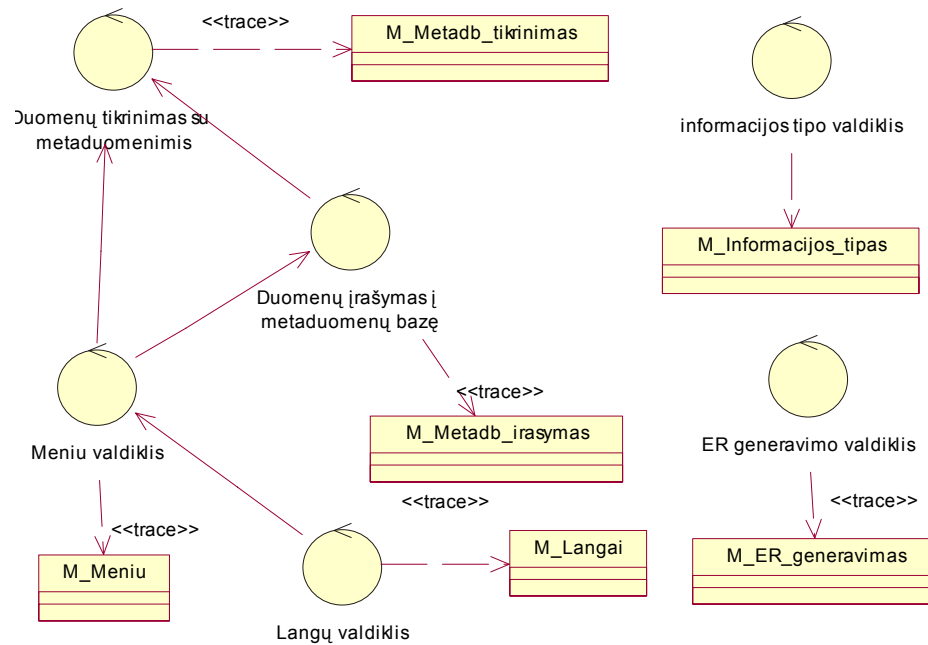 <<trace>>
M_Metadb_tikrinimas
Duomenų tikrinimas su
metaduomenimis
informacijos tipo valdiklis
M_Informacijos_tipas
Duomenų įrašymas į
metaduomenų bazę
<<trace>>
M_Metadb_irasymas
Meniu valdiklis
ER generavimo valdiklis
<<trace>>
<<trace>>
<<trace>>
M_Meniu
M_Langai
M_ER_generavimas
Langų valdiklis